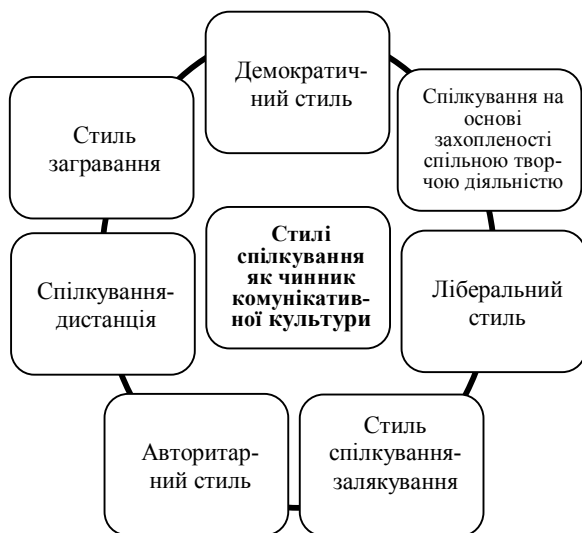 Демократич-
ний стиль
Спілкування на
основі
захопленості
спільною твор-
чою діяльністю
Стиль
загравання
Стилі
спілкування
як чинник
комунікатив-
ної культури
Спілкування-
дистанція
Ліберальний
стиль
Авторитар-
ний стиль
Стиль
спілкування-
залякування